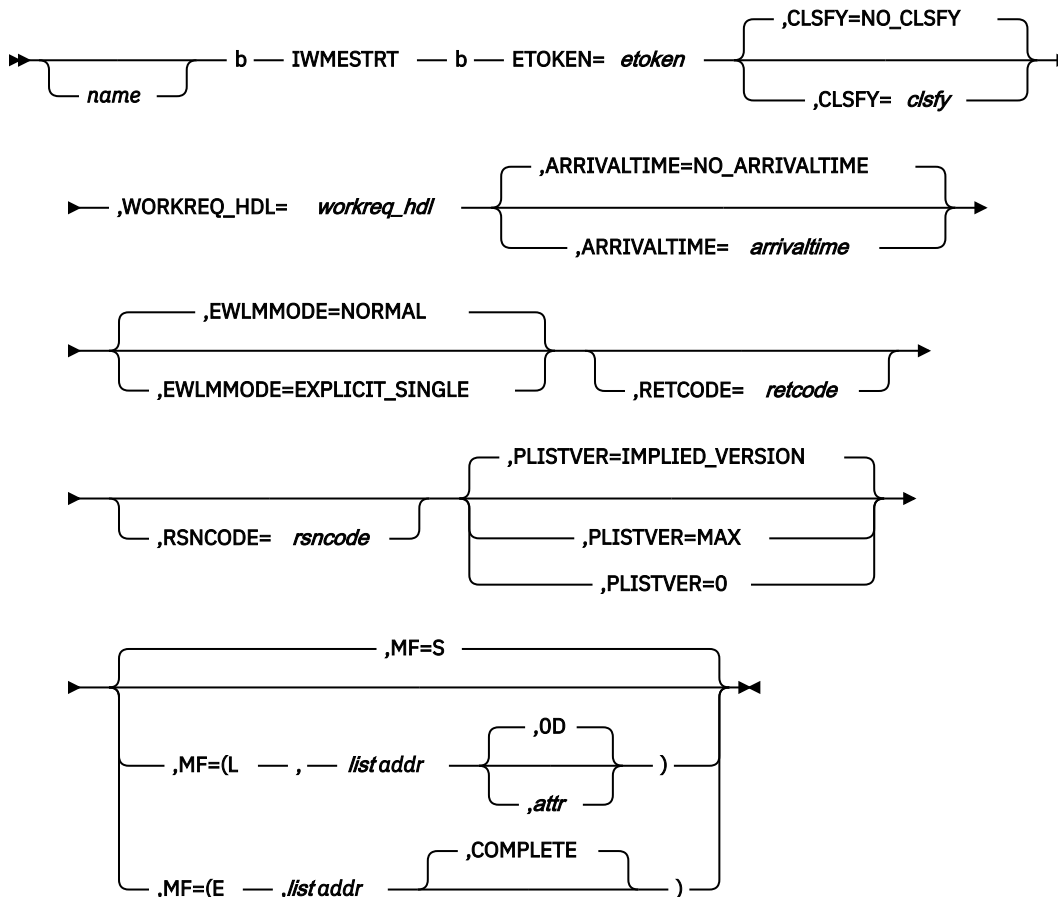 ,CLSFY=NO_CLSFY
b IWMESTRT b ETOKEN= etoken
name
,CLSFY= clsfy
,ARRIVALTIME=NO_ARRIVALTIME
,WORKREQ_HDL= workreq_hdl
,ARRIVALTIME= arrivaltime
,EWLMMODE=NORMAL
,EWLMMODE=EXPLICIT_SINGLE
,RETCODE= retcode
,PLISTVER=IMPLIED_VERSION
,RSNCODE= rsncode
,PLISTVER=MAX
,PLISTVER=0
,MF=S
,0D
,MF=(L , list addr )
,attr
,COMPLETE
,MF=(E ,list addr )